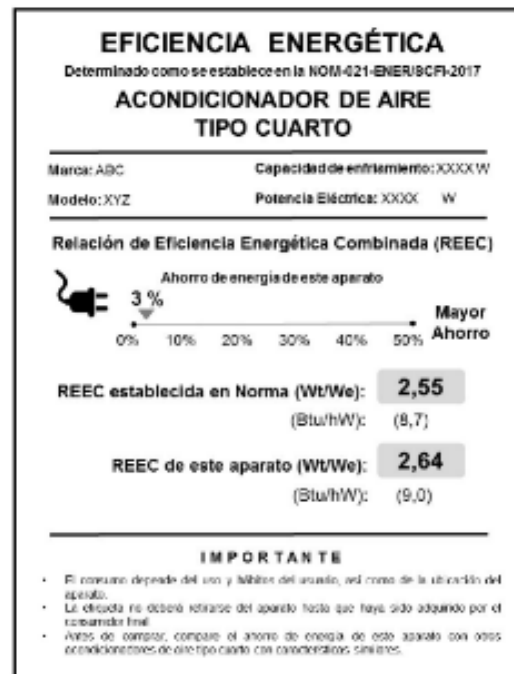 EFICIENCIA ENERGÉTICA
Determinado como se establece en la NOM-021-ENER/SCFI-2017
ACONDICIONADOR DE AIRE
TIPO CUARTO
Marca: ABC Capacidad de enfriamiento: XXXX W
Modelo: XYZ Potencia Eléctrica: XXXX W
Relación de Eficiencia Energética Combinada (REEC)
Ahorro de energía de este aparato
3 %
Mayor
Ahorro
0% 10% 20% 30% 40% 50%
REEC establecida en Norma (Wt/We): 2,55
(Btu/hW): (8,7)
REEC de este aparato (Wt/We): 2,64
(Btu/hW): (9,0)
IMPORTANTE
• El consumo depende del uso y hábitos del usuario, así como de la ubicación del
aparato.
• La etiqueta no deberá retirarse del aparato hasta que haya sido adquirido por el
consumidor final
• Antes de comprar, compare el ahorro de energía de este aparato con otros
acondicionadores de aire tipo cuarto con características similares.